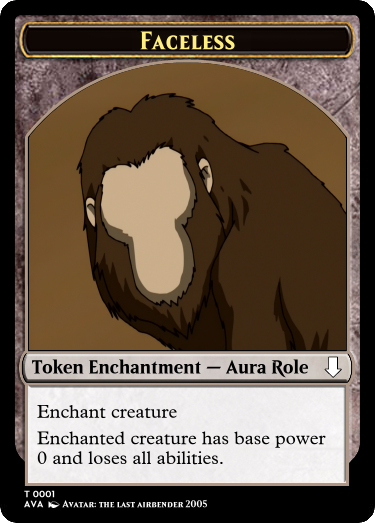 Faceless
Token Enchantment — Aura Role
Enchant creature
Enchanted creature has base power
0 and loses all abilities.
T 0001
AVA Avatar: the last airbender 2005